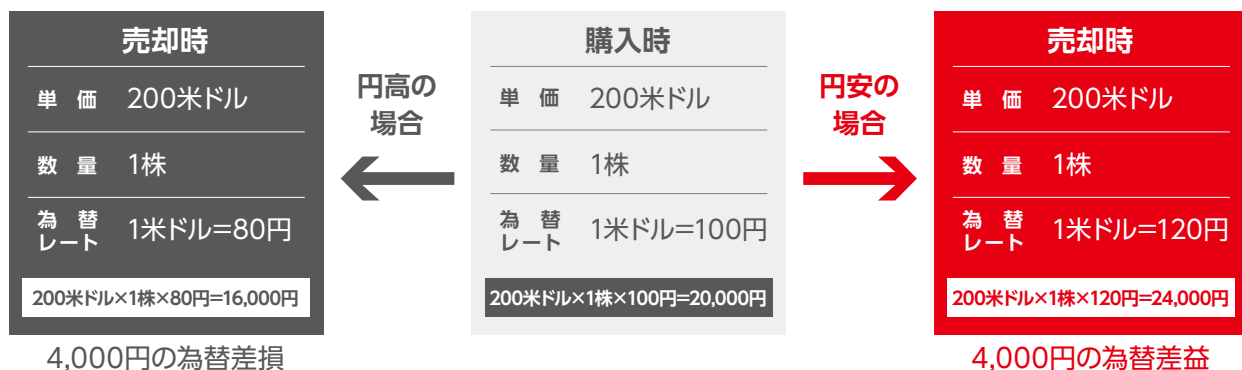 売却時
単価 200米ドル
数量 1株
為替
レート 1米ドル=80円
200米ドル×1株×80円=16,000円
4,000円の為替差損
円高の
場合
購入時
単価 200米ドル
数量 1株
為替
レート 1米ドル=100円
200米ドル×1株×100円=20,000円
円安の
場合
売却時
単価 200米ドル
数量 1株
為替
レート 1米ドル=120円
200米ドル×1株×120円=24,000円
4,000円の為替差益